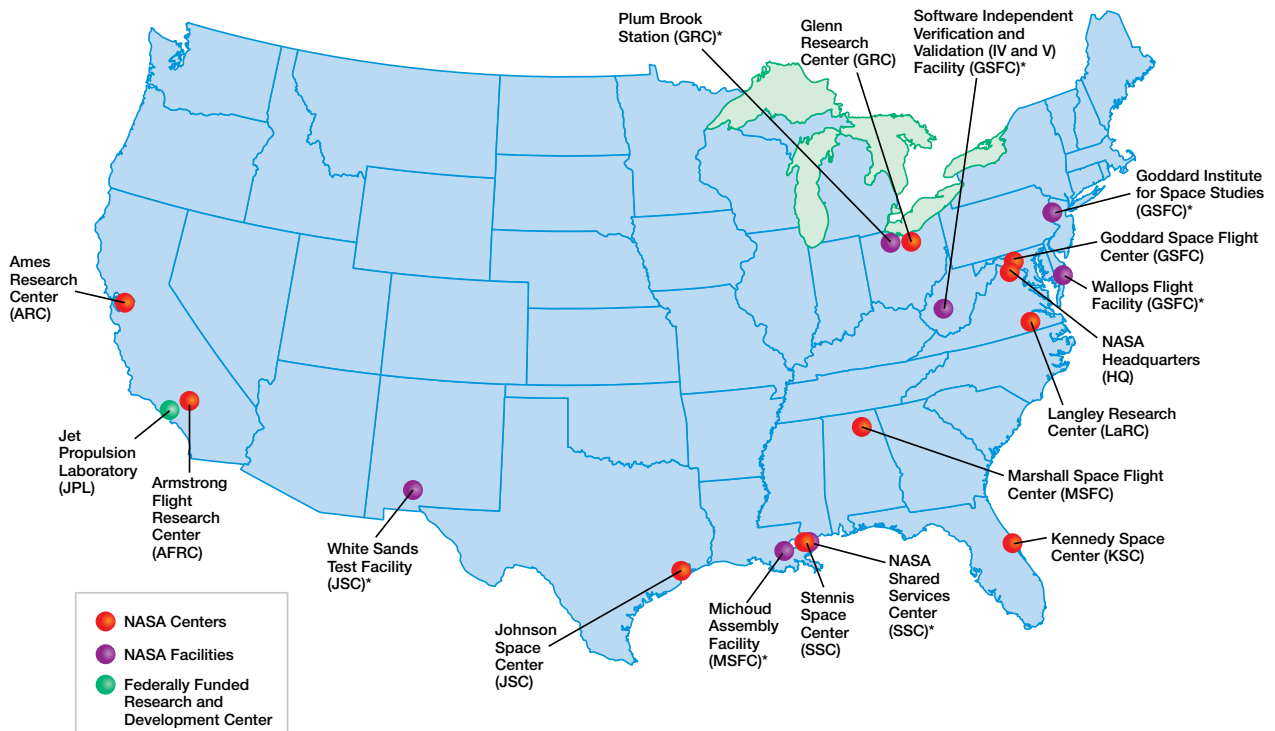 Plum Brook
Station (GRC)*
Glenn
Research
Center (GRC)
Software Independent
Verification and
Validation (IV and V)
Facility (GSFC)*
Goddard Institute
for Space Studies
(GSFC)*
Goddard Space Flight
Center (GSFC)
Wallops Flight
Facility (GSFC)*
NASA
Headquarters
(HQ)
Langley Research
Center (LaRC)
Marshall Space Flight
Center (MSFC)
Kennedy Space
Center (KSC)
NASA
Shared
Services
Center
(SSC)*
Stennis
Space
Center
(SSC)
Michoud
Assembly
Facility
(MSFC)*
Johnson
Space
Center
(JSC)
White Sands
Test Facility
(JSC)*
Armstrong
Flight
Research
Center
(AFRC)
Jet
Propulsion
Laboratory
(JPL)
Ames
Research
Center
(ARC)
NASA Centers
NASA Facilities
Federally Funded
Research and
Development Center